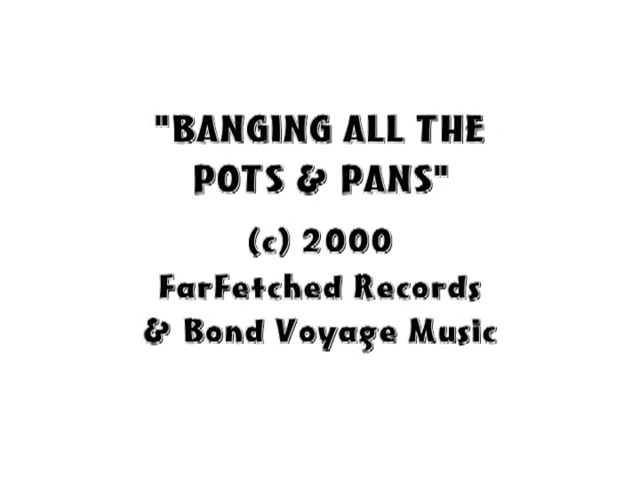 "BANGING ALL THE
POTS & PANS"
(c) 2000
FarFetched Records
& Bond Voyage Music